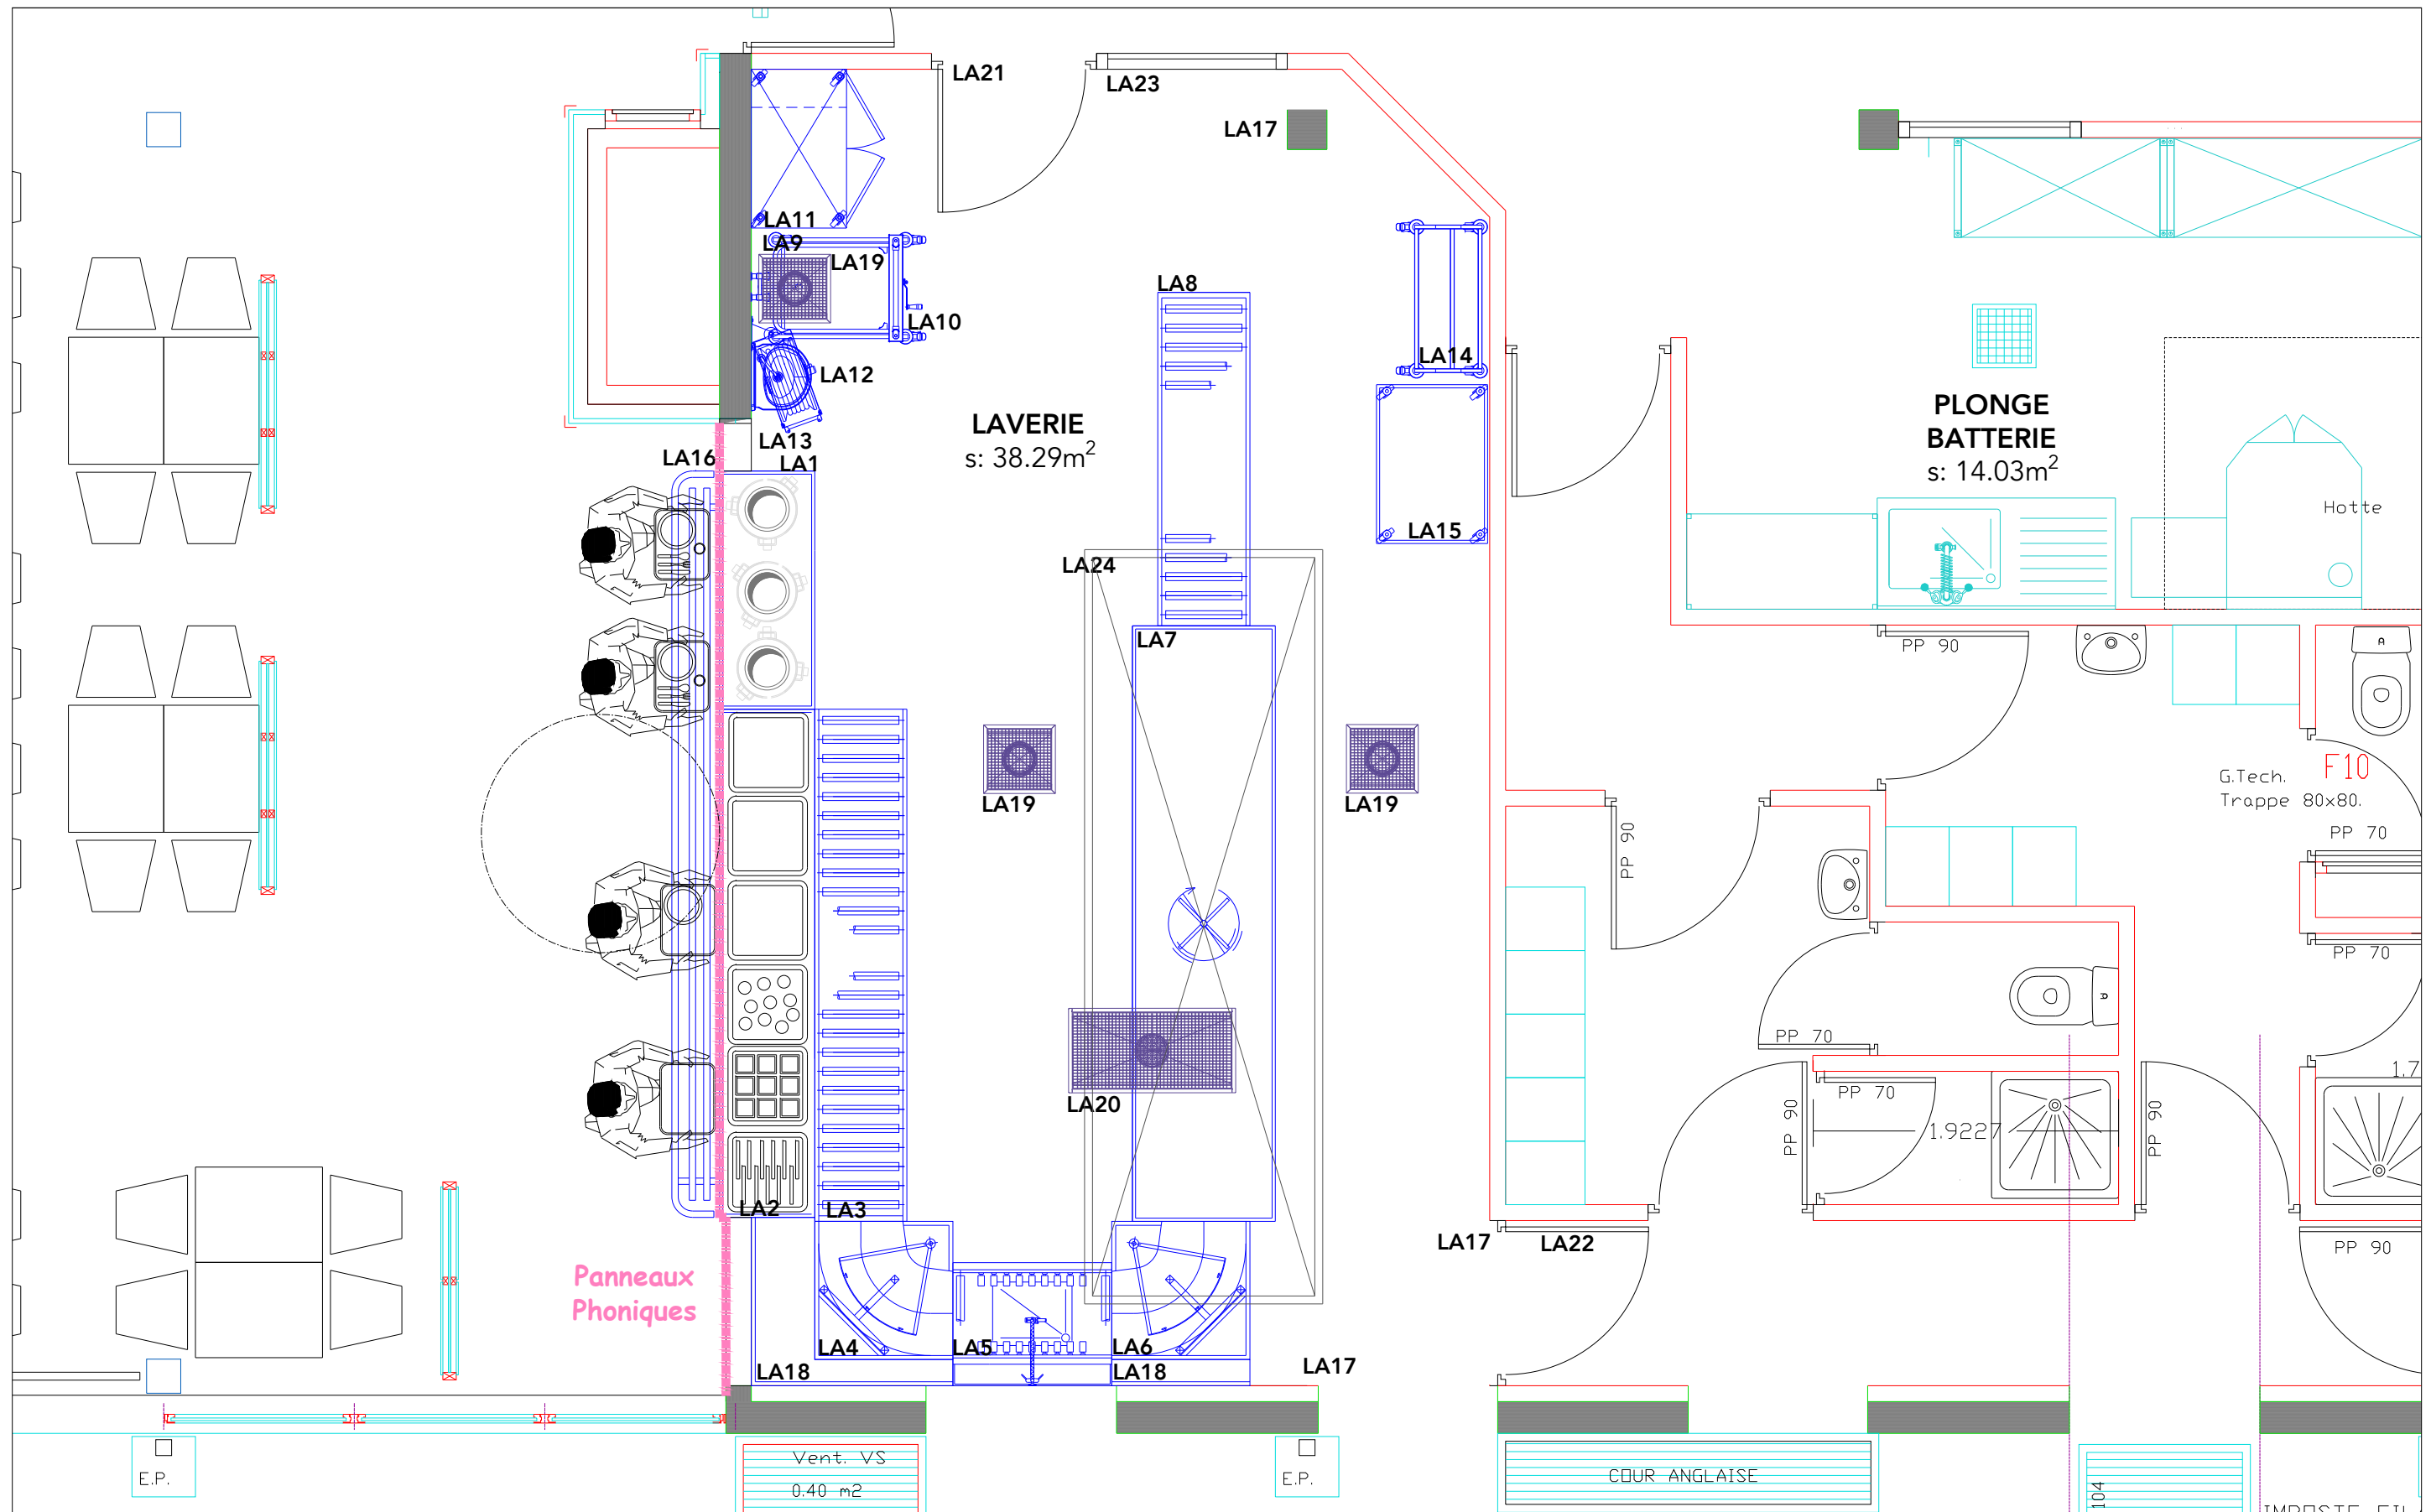 LA21
LA23
LA17
LA11
LA9
LA19
LA10
LA8
LA14
LA12
LAVERIE
s: 38.29m²
PLONGE
BATTERIE
s: 14.03m²
LA13
LA16
LA1
LA15
Hotte
LA24
LA7
PP 90
A
G.Tech.
F10
Trappe 80x80.
LA19
LA19
PP 90
PP 70
PP 70
A
PP 70
1.7
LA20
PP 70
PP 90
1.9227
PP 90
LA2
LA3
LA17
LA22
PP 90
Panneaux
Phoniques
LA4
LA5
LA6
LA18
LA18
LA17
Vent. VS
0.40 m2
E.P.
E.P.
COUR ANGLAISE
104